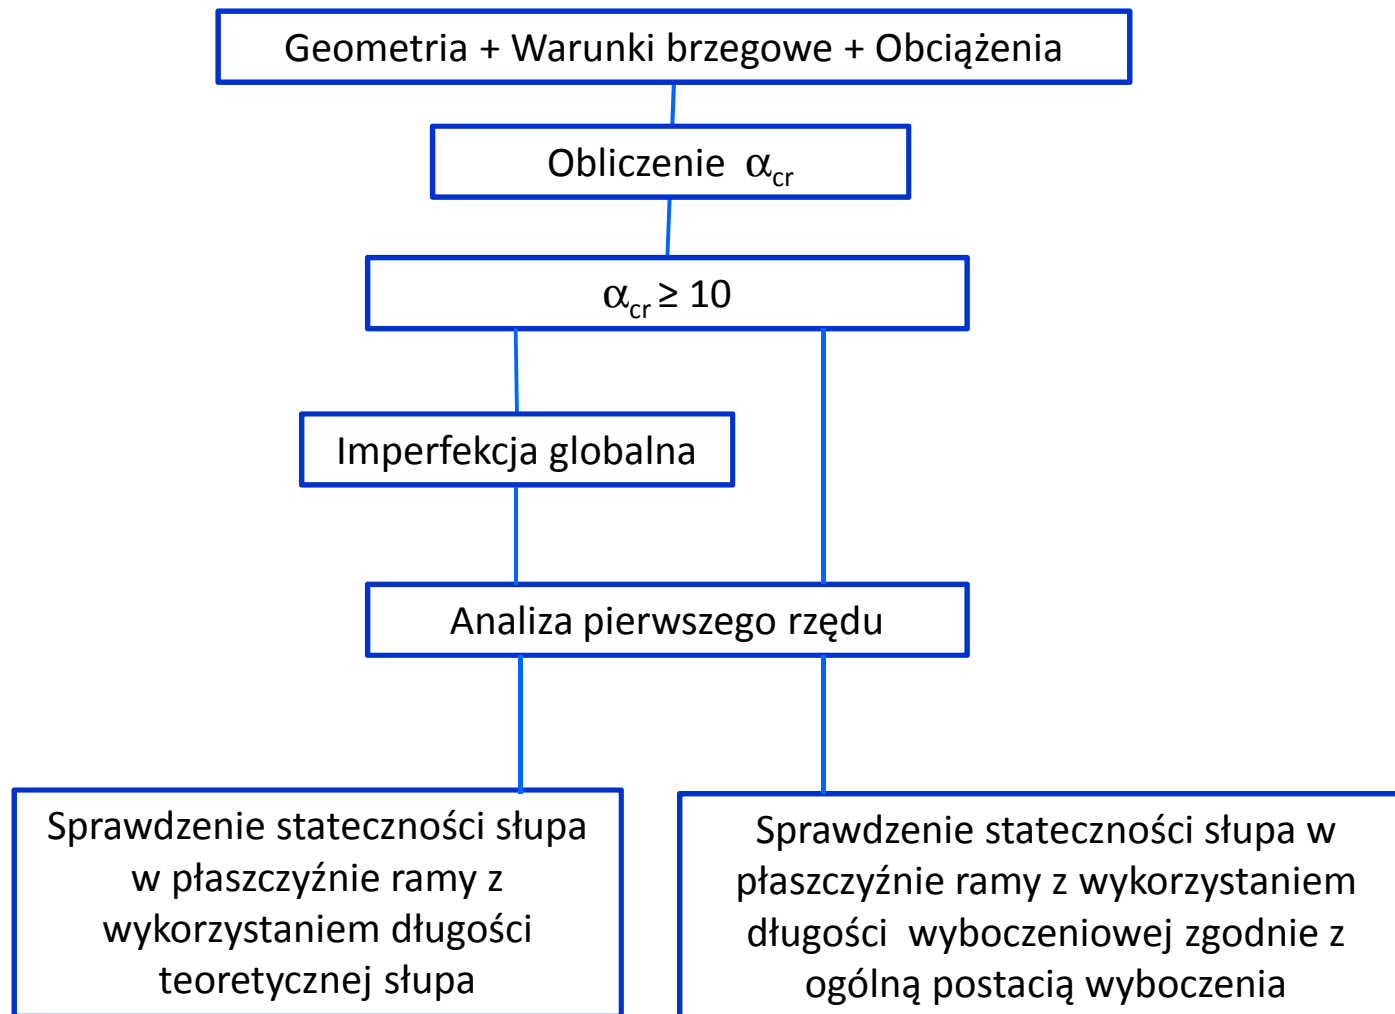 Geometria + Warunki brzegowe + Obciążenia
Obliczenie αcr
αcr ≥ 10
Imperfekcja globalna
Analiza pierwszego rzędu
Sprawdzenie stateczności słupa
w płaszczyźnie ramy z
wykorzystaniem długości
teoretycznej słupa
Sprawdzenie stateczności słupa w
płaszczyźnie ramy z wykorzystaniem
długości wyboczeniowej zgodnie z
ogólną postacią wyboczenia